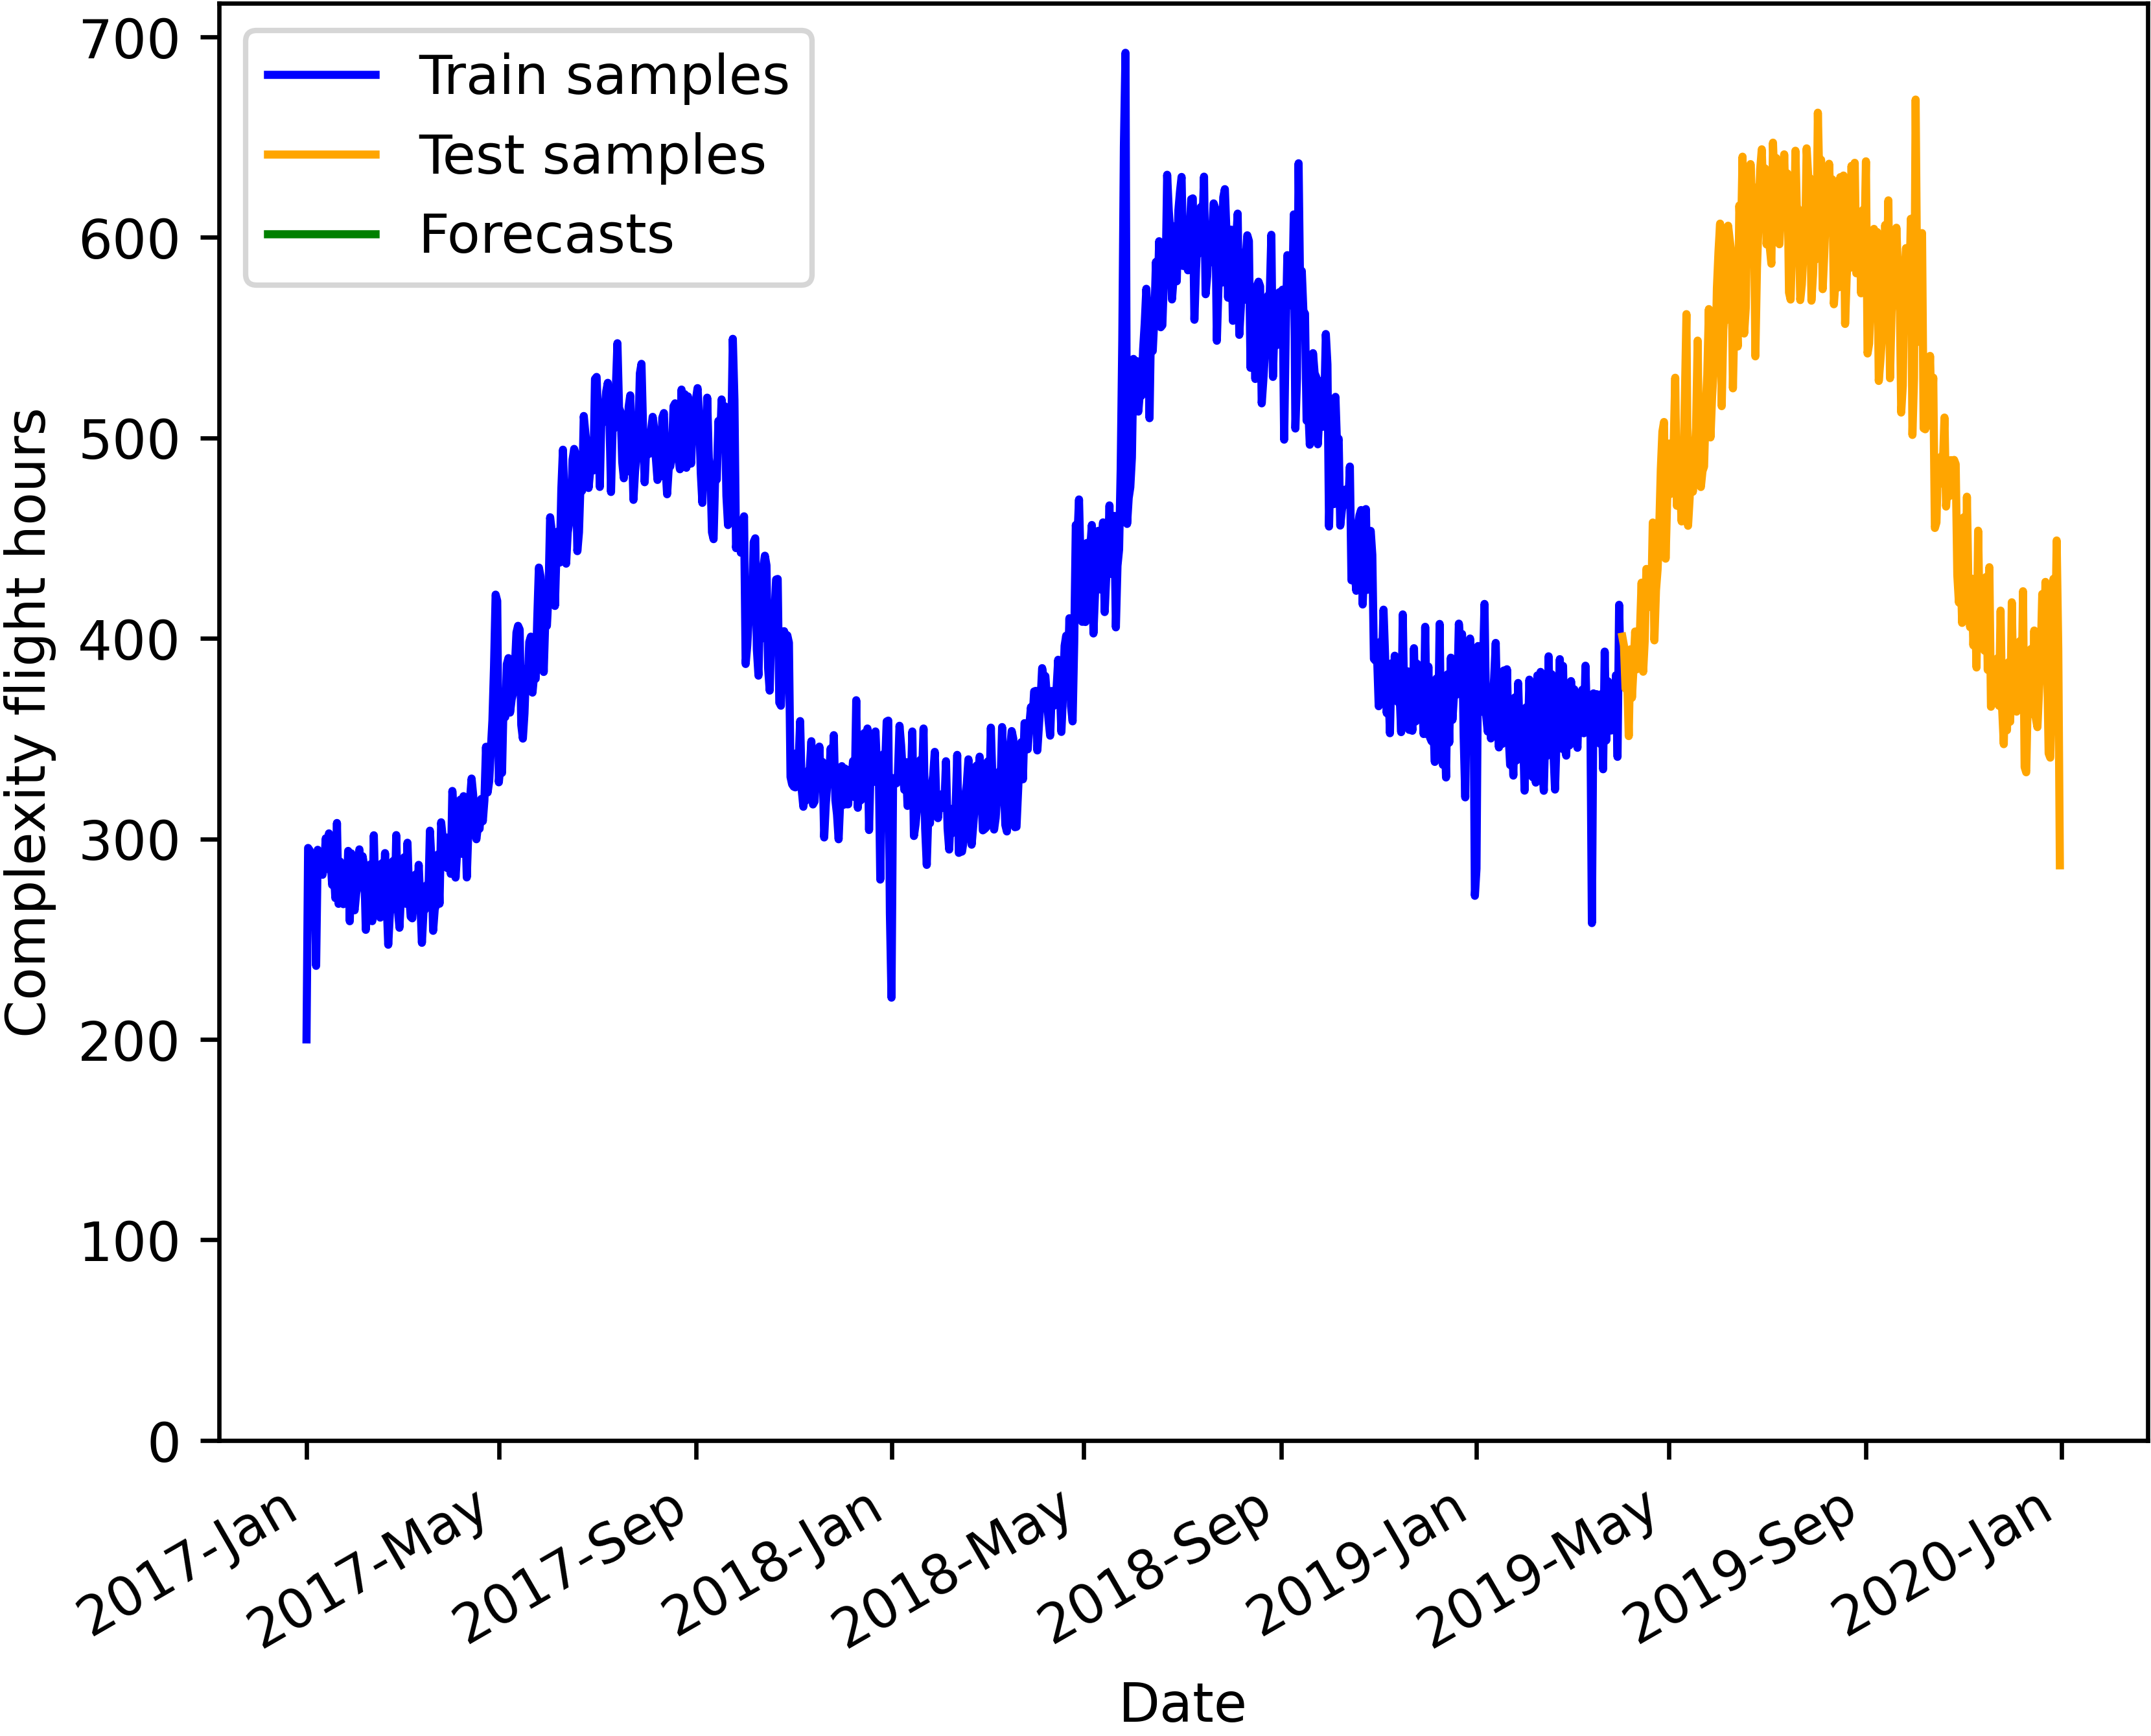 700
600
500
400
300
200
100
0
Complexity flight hours
Train samples
Test samples
Forecasts
2017-Jan
2017-May
2017-Sep
2018-Jan
2018-May
2018-Sep
2019-Jan
2019-May
2019-Sep
2020-Jan
Date